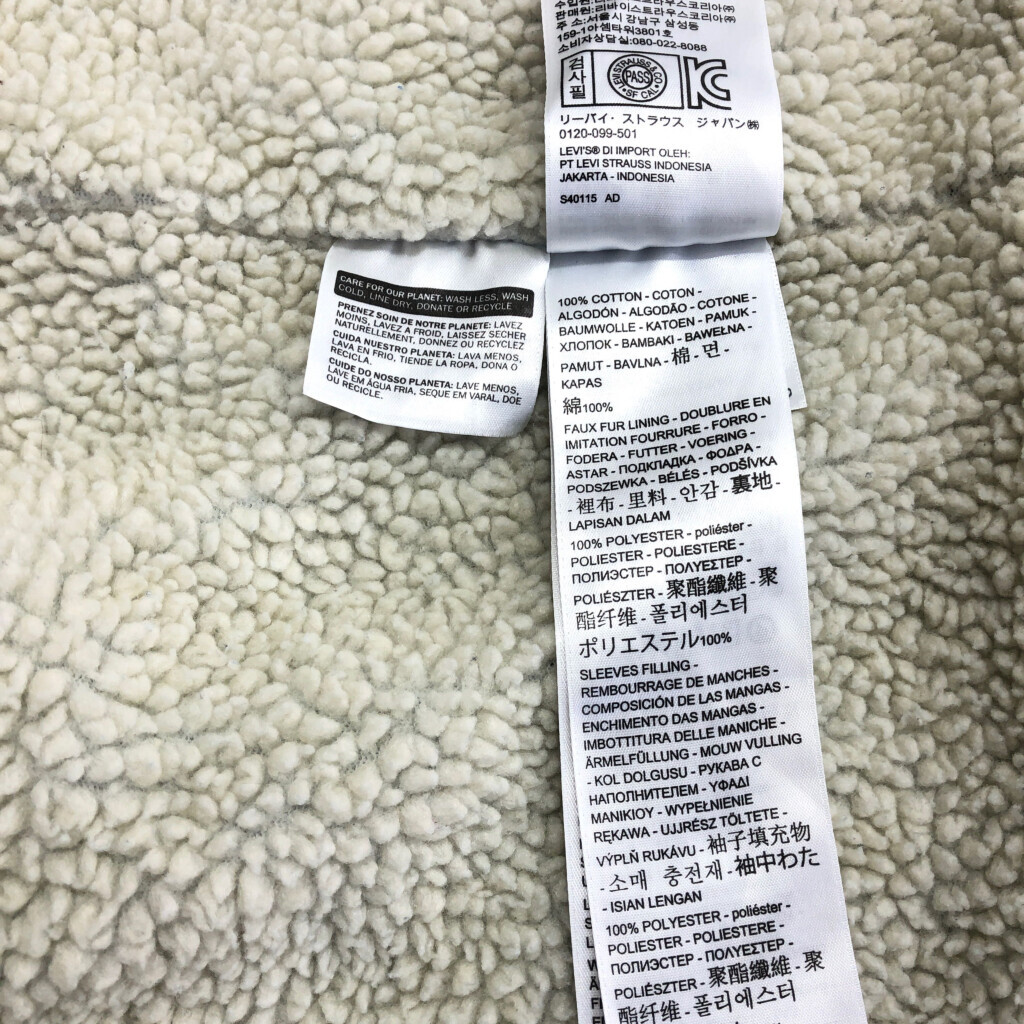 판매원:리바이스트라우스코리아㈜
주 소:서울시 강남구 삼성동
159-1아셈타워3801호
소비자상담실:080-022-8088
검사필
LEVI STRAUSS & CO
PASS
SF CAL
リーバイ・ストラウス ジャパン㈱
0120-099-501
LEVI'S® DI IMPORT OLEH:
PT LEVI STRAUSS INDONESIA
JAKARTA - INDONESIA
S40115 AD
CARE FOR OUR PLANET: WASH LESS, WASH
COLD, LINE DRY, DONATE OR RECYCLE
PRENEZ SOIN DE NOTRE PLANETE: LAVEZ
MOINS, LAVEZ A FROID, LAISSEZ SECHER
NATURELLEMENT, DONNEZ OU RECYCLEZ
CUIDA NUESTRO PLANETA: LAVA MENOS,
LAVA EN FRIO, TIENDE LA ROPA, DONA O
RECICLA.
CUIDE DO NOSSO PLANETA: LAVE MENOS,
LAVE EM ÁGUA FRIA, SEQUE EM VARAL, DOE
OU RECICLE.
100% COTTON - COTON -
ALGODÓN - ALGODÃO - COTONE -
BAUMWOLLE - KATOEN - PAMUK -
ХЛОПОК - ΒΑΜΒΑΚΙ - BAWEŁNA -
PAMUT - BAVLNA - 棉 - 면 -
KAPAS
綿100%
FAUX FUR LINING - DOUBLURE EN
IMITATION FOURRURE - FORRO -
FODERA - FUTTER - VOERING -
ASTAR - ПОДКЛАДКА - ΦΟΔΡΑ -
PODSZEWKA - BÉLÉS - PODŠÍVKA
- 裡布 - 里料 - 안감 - 裏地 -
LAPISAN DALAM
100% POLYESTER - poliéster -
POLIESTER - POLIESTERE -
ПОЛИЭСТЕР - ΠΟΛΥΕΣΤΕΡ -
POLIÉSZTER - 聚酯纖維 - 聚
酯纤维 - 폴리에스터
ポリエステル100%
SLEEVES FILLING -
REMBOURRAGE DE MANCHES -
COMPOSICIÓN DE LAS MANGAS -
ENCHIMENTO DAS MANGAS -
IMBOTTITURA DELLE MANICHE -
ÄRMELFÜLLUNG - MOUW VULLING
- KOL DOLGUSU - РУКАВА С
НАПОЛНИТЕЛЕМ - ΥΦΑΔΙ
ΜΑΝΙΚΙΟΥ - WYPEŁNIENIE
RĘKAWA - UJJRÉSZ TÖLTETE -
VÝPLŇ RUKÁVU - 袖子填充物
- 소매 충전재 - 袖中わた
- ISIAN LENGAN
100% POLYESTER - poliéster -
POLIESTER - POLIESTERE -
ПОЛИЭСТЕР - ΠΟΛΥΕΣΤΕΡ -
POLIÉSZTER - 聚酯纖維 - 聚
酯纤维 - 폴리에스터